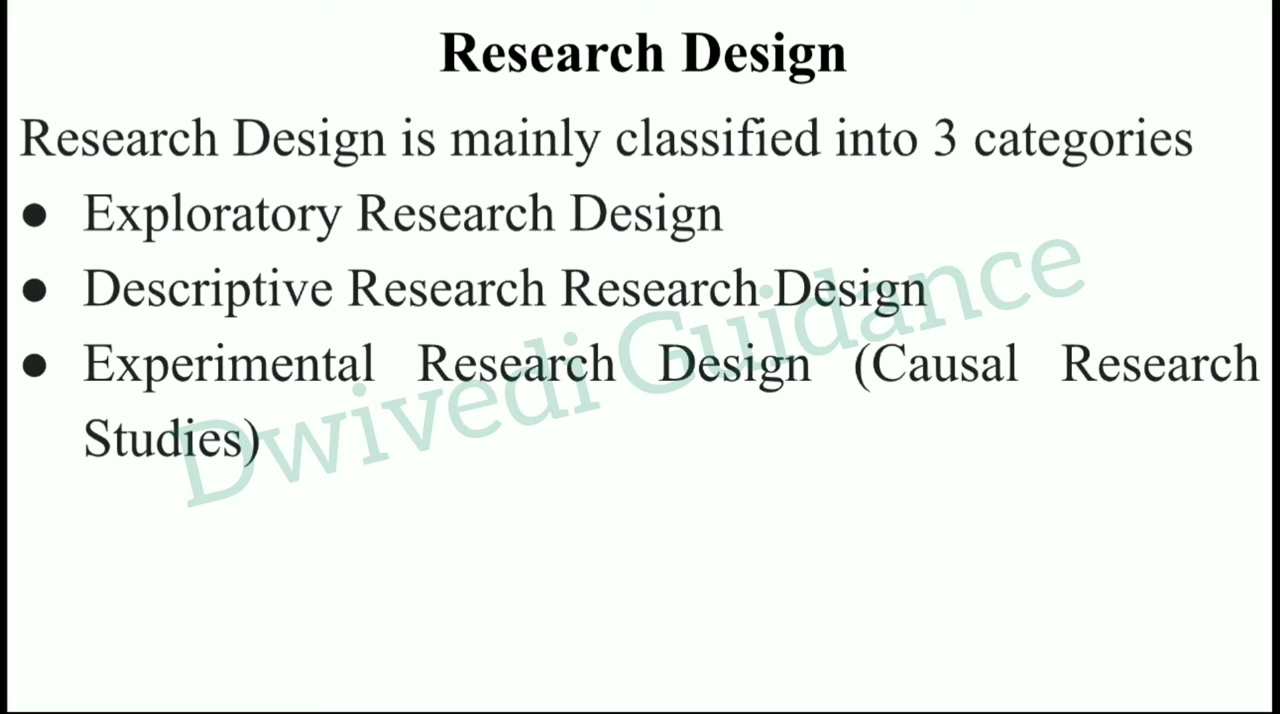 Research Design
Research Design is mainly classified into 3 categories
● Exploratory Research Design
● Descriptive Research Research Design
● Experimental Research Design (Causal Research
Studies)
Dwivedi Guidance